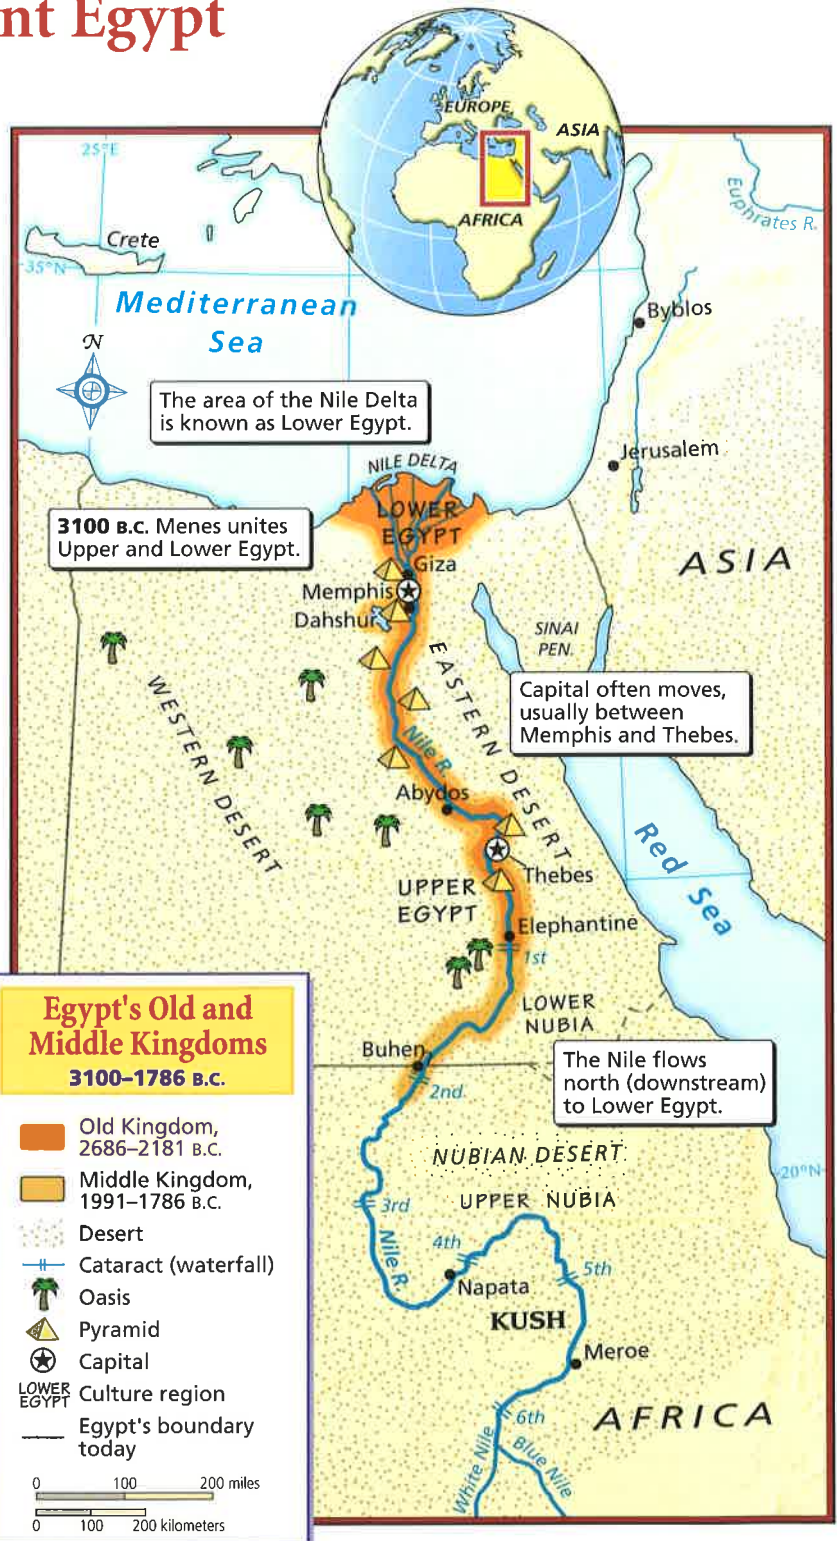 nt Egypt
EUROPE
ASIA
AFRICA
25°E
Euphrates R.
Crete
35°N
Mediterranean
Sea
Byblos
N
The area of the Nile Delta
is known as Lower Egypt.
Jerusalem
NILE DELTA
LOWER
EGYPT
3100 B.C. Menes unites
Upper and Lower Egypt.
ASIA
Giza
Memphis
Dahshur
SINAI
PEN.
EASTERN DESERT
WESTERN DESERT
Capital often moves,
usually between
Memphis and Thebes.
Nile R.
Abydos
Red Sea
Thebes
UPPER
EGYPT
Elephantine
1st
LOWER
NUBIA
Buhen
The Nile flows
north (downstream)
to Lower Egypt.
2nd
NUBIAN DESERT
20°N
UPPER NUBIA
3rd
Nile R.
4th
5th
Napata
KUSH
Meroe
6th
AFRICA
White Nile
Blue Nile
Egypt's Old and
Middle Kingdoms
3100–1786 B.C.
Old Kingdom,
2686–2181 B.C.
Middle Kingdom,
1991–1786 B.C.
Desert
Cataract (waterfall)
Oasis
Pyramid
Capital
LOWER
EGYPT
Culture region
Egypt's boundary
today
0 100 200 miles
0 100 200 kilometers